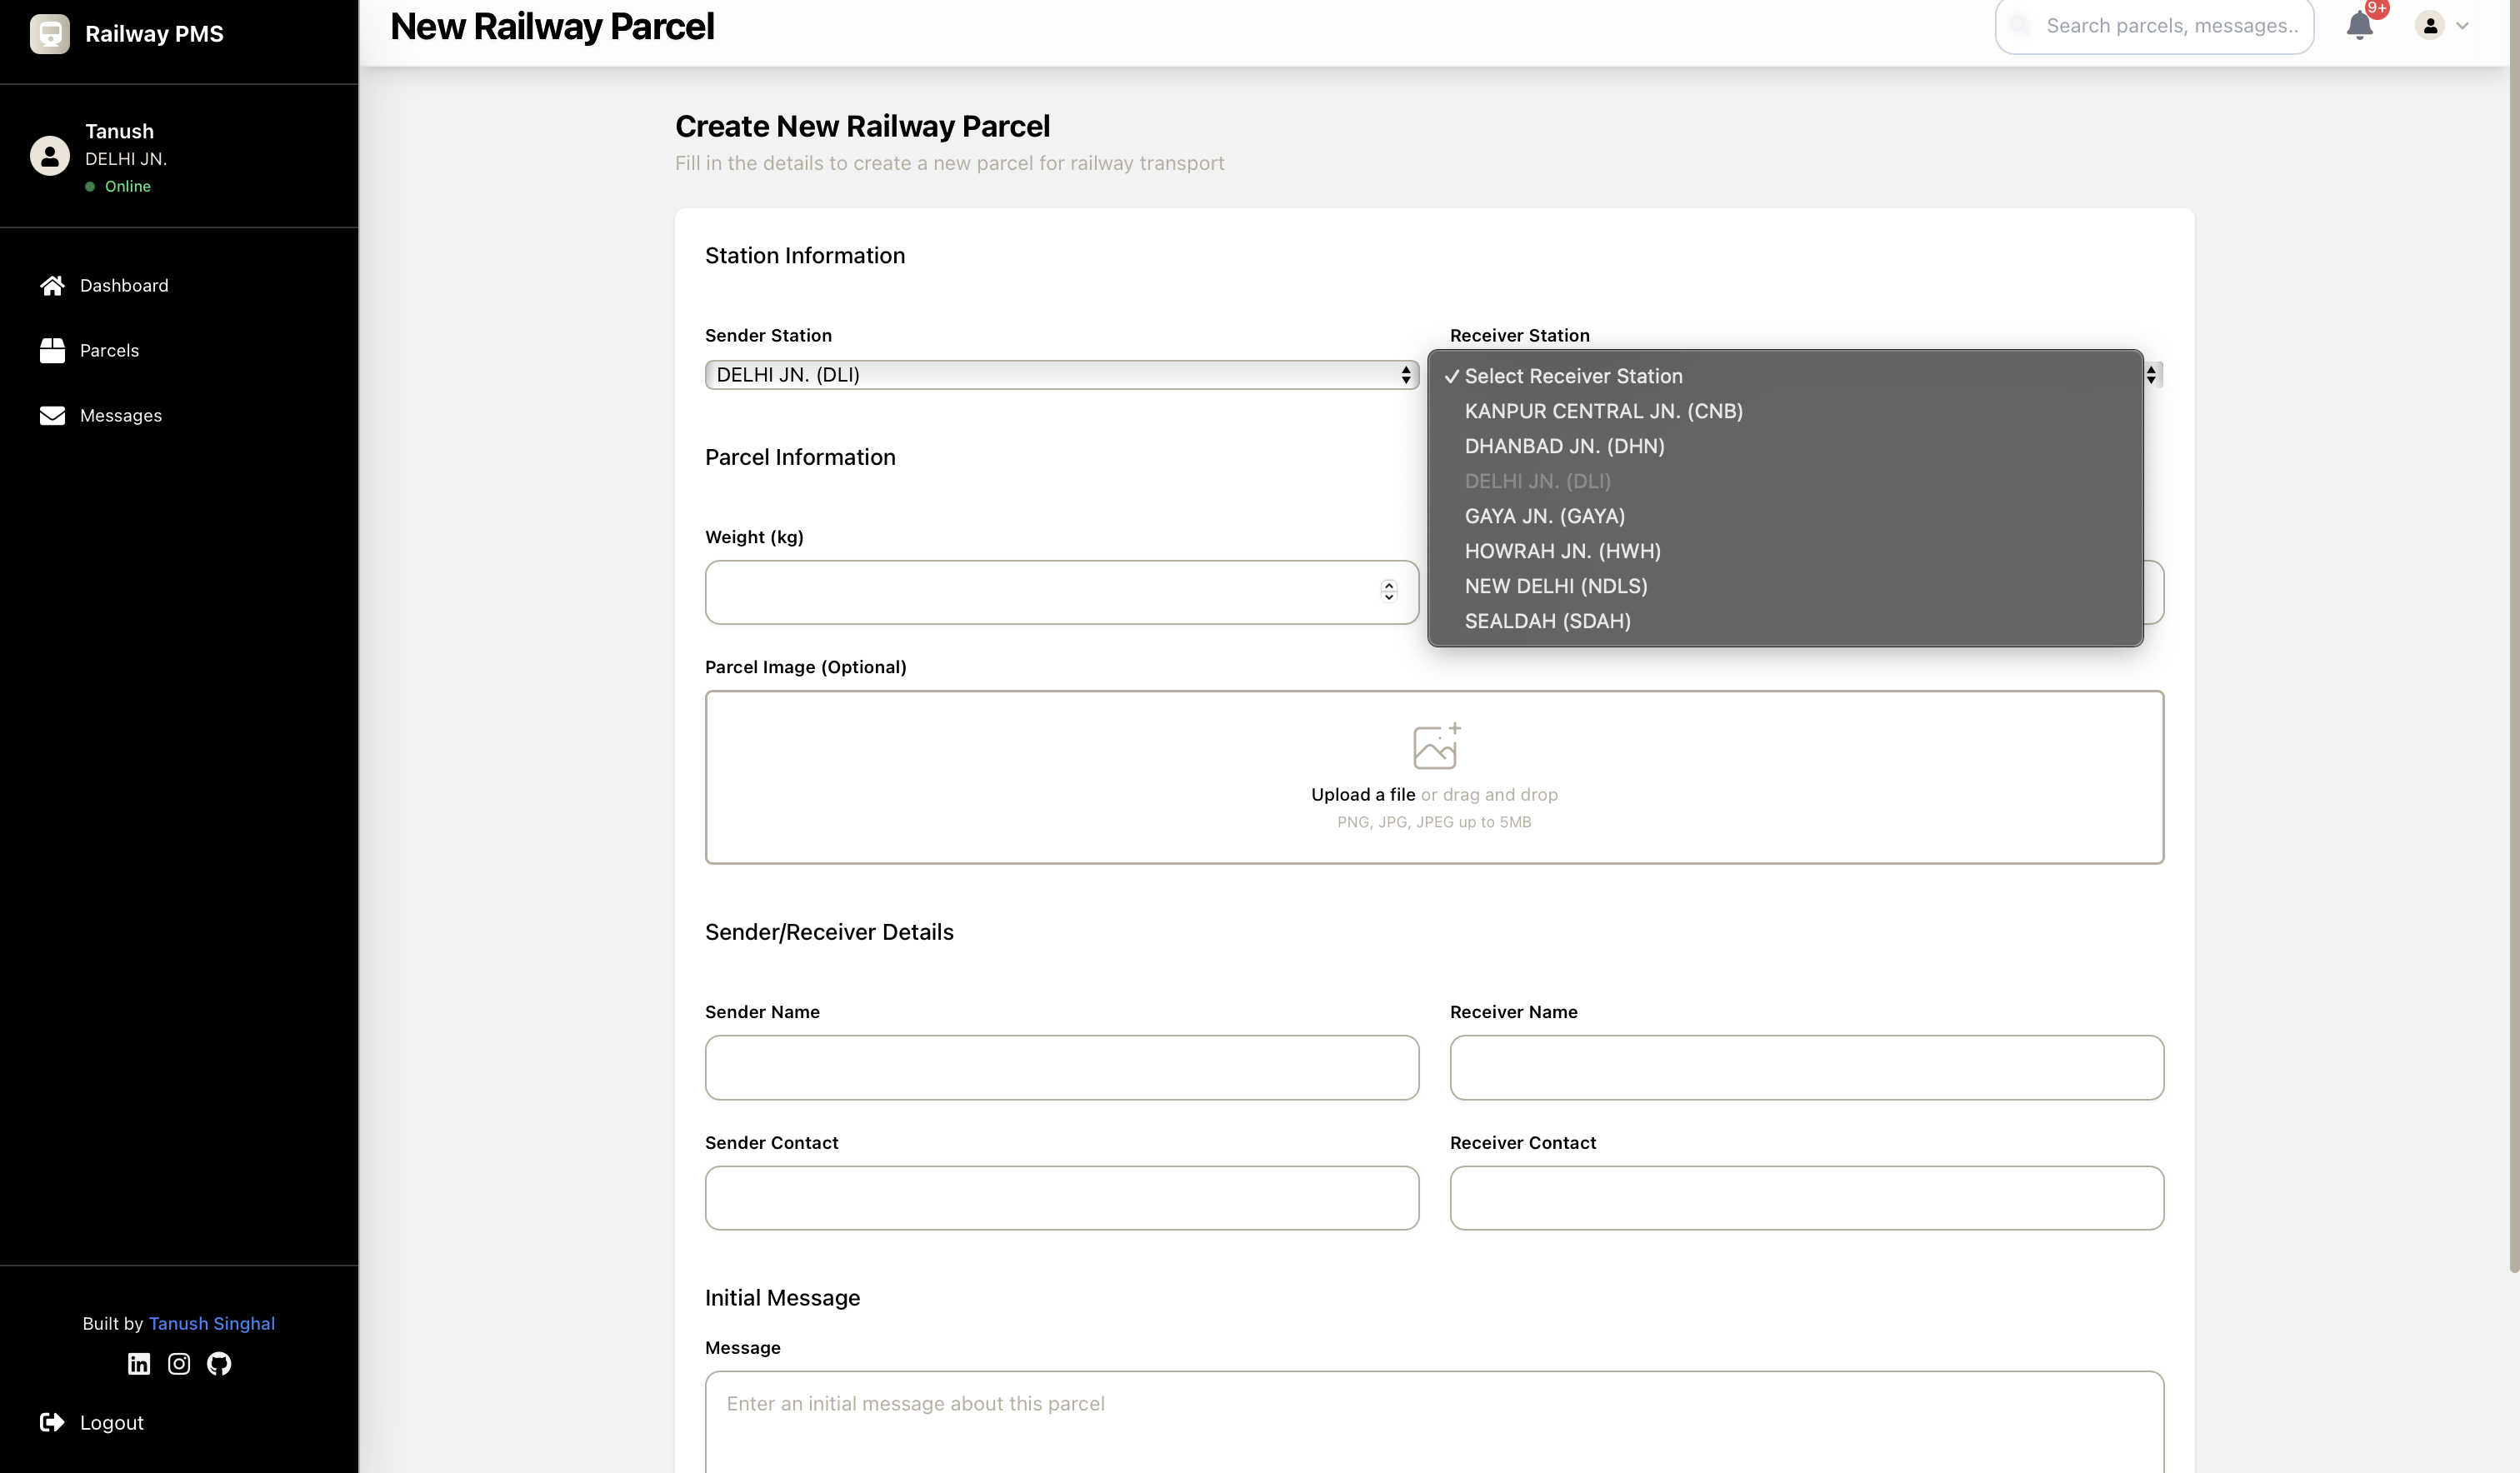 Railway PMS
Tanush
DELHI JN.
Online
Dashboard
Parcels
Messages
Built by Tanush Singhal
Logout
New Railway Parcel
Search parcels, messages..
9+
Create New Railway Parcel
Fill in the details to create a new parcel for railway transport
Station Information
Sender Station
DELHI JN. (DLI)
Receiver Station
Select Receiver Station
KANPUR CENTRAL JN. (CNB)
DHANBAD JN. (DHN)
DELHI JN. (DLI)
GAYA JN. (GAYA)
HOWRAH JN. (HWH)
NEW DELHI (NDLS)
SEALDAH (SDAH)
Parcel Information
Weight (kg)
Parcel Image (Optional)
Upload a file or drag and drop
PNG, JPG, JPEG up to 5MB
Sender/Receiver Details
Sender Name
Receiver Name
Sender Contact
Receiver Contact
Initial Message
Message
Enter an initial message about this parcel